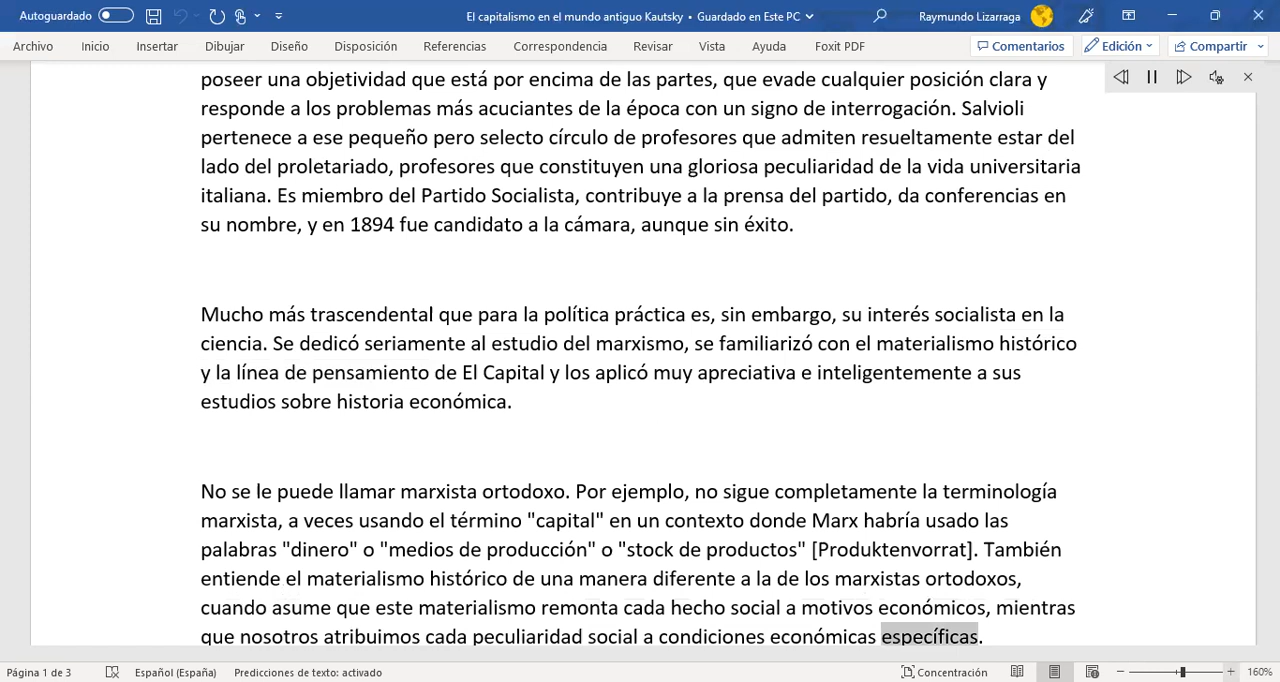 Autoguardado
El capitalismo en el mundo antiguo Kautsky • Guardado en Este PC
Raymundo Lizarraga
Archivo Inicio Insertar Dibujar Diseño Disposición Referencias Correspondencia Revisar Vista Ayuda Foxit PDF Comentarios Edición Compartir
poseer una objetividad que está por encima de las partes, que evade cualquier posición clara y
responde a los problemas más acuciantes de la época con un signo de interrogación. Salvioli
pertenece a ese pequeño pero selecto círculo de profesores que admiten resueltamente estar del
lado del proletariado, profesores que constituyen una gloriosa peculiaridad de la vida universitaria
italiana. Es miembro del Partido Socialista, contribuye a la prensa del partido, da conferencias en
su nombre, y en 1894 fue candidato a la cámara, aunque sin éxito.
Mucho más trascendental que para la política práctica es, sin embargo, su interés socialista en la
ciencia. Se dedicó seriamente al estudio del marxismo, se familiarizó con el materialismo histórico
y la línea de pensamiento de El Capital y los aplicó muy apreciativa e inteligentemente a sus
estudios sobre historia económica.
No se le puede llamar marxista ortodoxo. Por ejemplo, no sigue completamente la terminología
marxista, a veces usando el término "capital" en un contexto donde Marx habría usado las
palabras "dinero" o "medios de producción" o "stock de productos" [Produktenvorrat]. También
entiende el materialismo histórico de una manera diferente a la de los marxistas ortodoxos,
cuando asume que este materialismo remonta cada hecho social a motivos económicos, mientras
que nosotros atribuimos cada peculiaridad social a condiciones económicas específicas.
Página 1 de 3 Español (España) Predicciones de texto: activado Concentración 160%